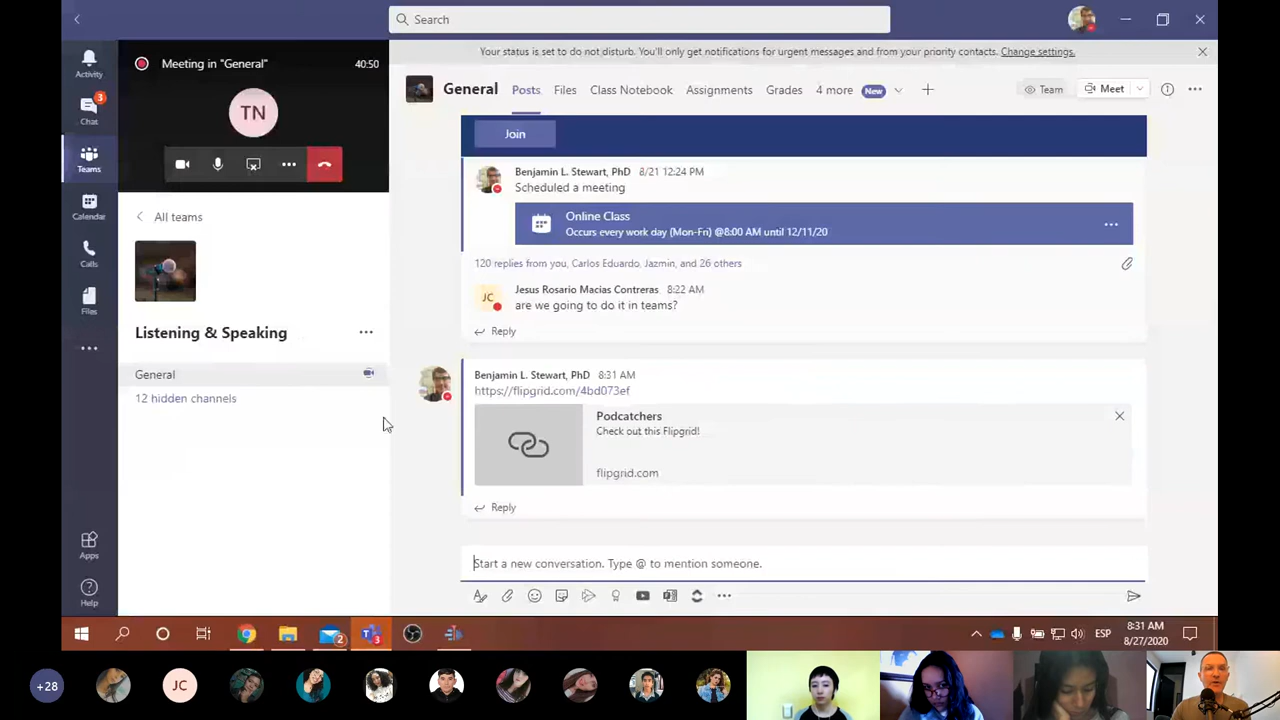 Search
Your status is set to do not disturb. You'll only get notifications for urgent messages and from your priority contacts. Change settings.
Activity
Chat
3
Teams
Calendar
Calls
Files
Apps
Help
Meeting in "General"
40:50
TN
All teams
Listening & Speaking
General
12 hidden channels
General
Posts
Files
Class Notebook
Assignments
Grades
4 more
New
Team
Meet
Join
Benjamin L. Stewart, PhD 8/21 12:24 PM
Scheduled a meeting
Online Class
Occurs every work day (Mon-Fri) @8:00 AM until 12/11/20
120 replies from you, Carlos Eduardo, Jazmin, and 26 others
JC
Jesus Rosario Macias Contreras 8:22 AM
are we going to do it in teams?
Reply
Benjamin L. Stewart, PhD 8:31 AM
https://flipgrid.com/4bd073ef
Podcatchers
Check out this Flipgrid!
flipgrid.com
Reply
Start a new conversation. Type @ to mention someone.
2
3
ESP
8:31 AM
8/27/2020
+28
JC